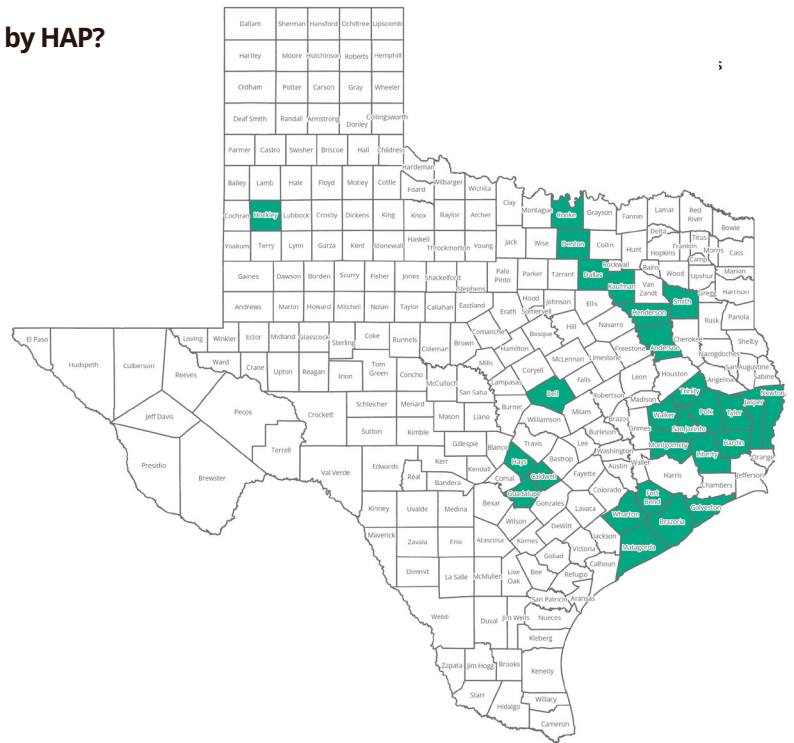 by HAP?
s
Dallam Sherman Hansford Ochiltree Lipscomb
Hartley Moore Hutchinson Roberts Hemphill
Oldham Potter Carson Gray Wheeler
Deaf Smith Randall Armstrong Donley Collingsworth
Parmer Castro Swisher Briscoe Hall Childress
Hardeman
Bailey Lamb Hale Floyd Motley Cottle Foard Wilbarger Wichita
Clay Montague Cooke Grayson Fannin Lamar Red River Bowie
Cochran Hockley Lubbock Crosby Dickens King Knox Baylor Archer
Delta Titus Franklin Morris Cass
Yoakum Terry Lynn Garza Kent Stonewall Haskell Throckmorton Young Jack Wise Denton Collin Hunt Hopkins
Camp Marion
Rockwall Rains Wood Upshur
Gaines Dawson Borden Scurry Fisher Jones Shackelford Stephens Palo Pinto Parker Tarrant Dallas Kaufman Van Zandt Smith Gregg Harrison
Andrews Martin Howard Mitchell Nolan Taylor Callahan Eastland Erath Hood Somervell Johnson Ellis Henderson Rusk Panola
El Paso Hudspeth Culberson Loving Winkler Ector Midland Glasscock Sterling Coke Runnels Coleman Brown Comanche Hamilton Bosque Hill Navarro Anderson Cherokee Nacogdoches Shelby
Reeves Ward Crane Upton Reagan Irion Tom Green Concho McCulloch San Saba Mills Lampasas Coryell McLennan Limestone Freestone Leon Houston Angelina San Augustine Sabine
Jeff Davis Pecos Crockett Schleicher Menard Mason Llano Burnet Bell Falls Robertson Madison Trinity Polk Tyler Jasper Newton
Sutton Kimble Williamson Milam Brazos Grimes Walker San Jacinto Hardin
Presidio Brewster Terrell Val Verde Edwards Real Kerr Gillespie Blanco Travis Lee Burleson Washington Montgomery Liberty Orange
Kendall Hays Bastrop Austin Waller Harris Jefferson
Bandera Comal Caldwell Fayette Chambers
Kinney Uvalde Medina Bexar Guadalupe Gonzales Colorado Fort Bend Galveston
Wilson Lavaca Wharton Brazoria
Maverick Zavala Frio Atascosa Karnes DeWitt Jackson Matagorda
Victoria Goliad Calhoun
Dimmit La Salle McMullen Live Oak Bee Refugio
San Patricio Aransas
Webb Duval Jim Wells Nueces
Kleberg
Zapata Jim Hogg Brooks Kenedy
Starr Hidalgo Willacy
Cameron